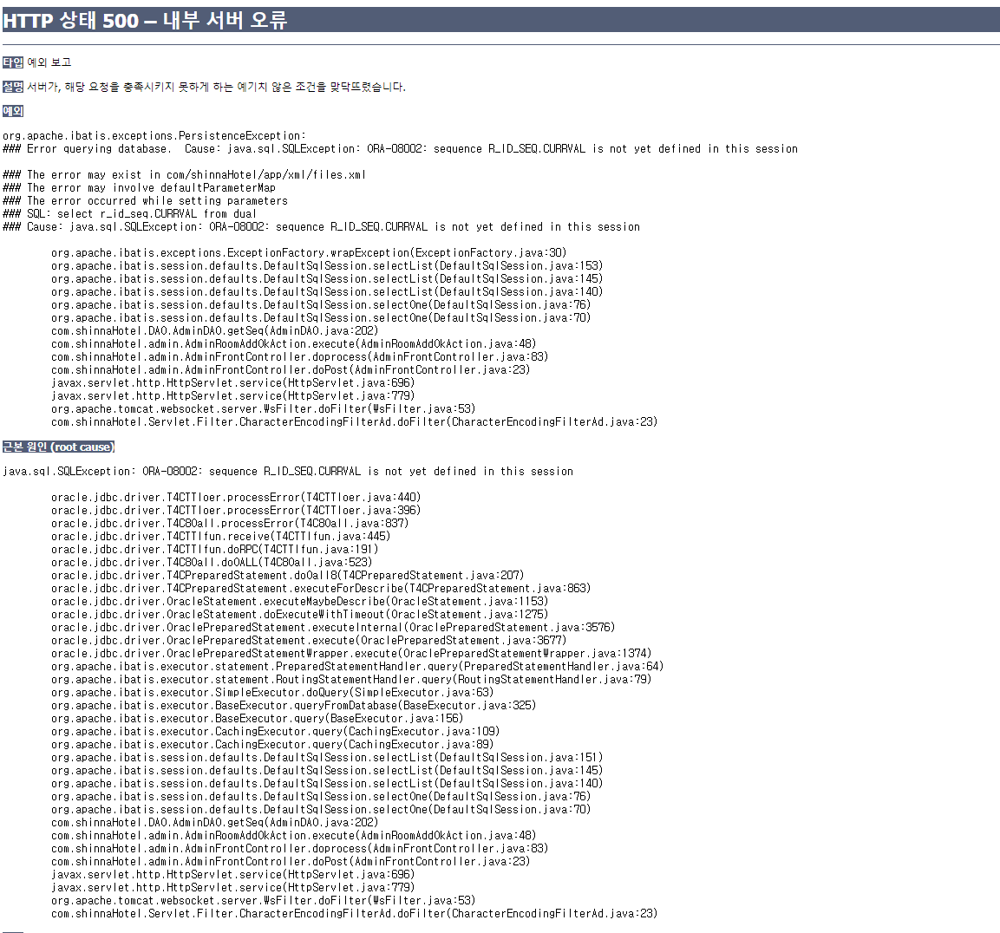 HTTP 상태 500 – 내부 서버 오류
타입 예외 보고
설명 서버가, 해당 요청을 충족시키지 못하게 하는 예기치 않은 조건을 맞닥뜨렸습니다.
예외
org.apache.ibatis.exceptions.PersistenceException:
### Error querying database.  Cause: java.sql.SQLException: ORA-08002: sequence R_ID_SEQ.CURRVAL is not yet defined in this session
### The error may exist in com/shinnaHotel/app/xml/files.xml
### The error may involve defaultParameterMap
### The error occurred while setting parameters
### SQL: select r_id_seq.CURRVAL from dual
### Cause: java.sql.SQLException: ORA-08002: sequence R_ID_SEQ.CURRVAL is not yet defined in this session
org.apache.ibatis.exceptions.ExceptionFactory.wrapException(ExceptionFactory.java:30)
org.apache.ibatis.session.defaults.DefaultSqlSession.selectList(DefaultSqlSession.java:153)
org.apache.ibatis.session.defaults.DefaultSqlSession.selectList(DefaultSqlSession.java:145)
org.apache.ibatis.session.defaults.DefaultSqlSession.selectList(DefaultSqlSession.java:140)
org.apache.ibatis.session.defaults.DefaultSqlSession.selectOne(DefaultSqlSession.java:76)
org.apache.ibatis.session.defaults.DefaultSqlSession.selectOne(DefaultSqlSession.java:70)
com.shinnaHotel.DAO.AdminDAO.getSeq(AdminDAO.java:202)
com.shinnaHotel.admin.AdminRoomAddOkAction.execute(AdminRoomAddOkAction.java:48)
com.shinnaHotel.admin.AdminFrontController.doprocess(AdminFrontController.java:83)
com.shinnaHotel.admin.AdminFrontController.doPost(AdminFrontController.java:23)
javax.servlet.http.HttpServlet.service(HttpServlet.java:696)
javax.servlet.http.HttpServlet.service(HttpServlet.java:779)
org.apache.tomcat.websocket.server.WsFilter.doFilter(WsFilter.java:53)
com.shinnaHotel.Servlet.Filter.CharacterEncodingFilterAd.doFilter(CharacterEncodingFilterAd.java:23)
근본 원인 (root cause)
java.sql.SQLException: ORA-08002: sequence R_ID_SEQ.CURRVAL is not yet defined in this session
oracle.jdbc.driver.T4CTTIoer.processError(T4CTTIoer.java:440)
oracle.jdbc.driver.T4CTTIoer.processError(T4CTTIoer.java:396)
oracle.jdbc.driver.T4C8Oall.processError(T4C8Oall.java:837)
oracle.jdbc.driver.T4CTTIfun.receive(T4CTTIfun.java:445)
oracle.jdbc.driver.T4CTTIfun.doRPC(T4CTTIfun.java:191)
oracle.jdbc.driver.T4C8Oall.doOALL(T4C8Oall.java:523)
oracle.jdbc.driver.T4CPreparedStatement.doOall8(T4CPreparedStatement.java:207)
oracle.jdbc.driver.T4CPreparedStatement.executeForDescribe(T4CPreparedStatement.java:863)
oracle.jdbc.driver.OracleStatement.executeMaybeDescribe(OracleStatement.java:1153)
oracle.jdbc.driver.OracleStatement.doExecuteWithTimeout(OracleStatement.java:1275)
oracle.jdbc.driver.OraclePreparedStatement.executeInternal(OraclePreparedStatement.java:3576)
oracle.jdbc.driver.OraclePreparedStatement.execute(OraclePreparedStatement.java:3677)
oracle.jdbc.driver.OraclePreparedStatementWrapper.execute(OraclePreparedStatementWrapper.java:1374)
org.apache.ibatis.executor.statement.PreparedStatementHandler.query(PreparedStatementHandler.java:64)
org.apache.ibatis.executor.statement.RoutingStatementHandler.query(RoutingStatementHandler.java:79)
org.apache.ibatis.executor.SimpleExecutor.doQuery(SimpleExecutor.java:63)
org.apache.ibatis.executor.BaseExecutor.queryFromDatabase(BaseExecutor.java:325)
org.apache.ibatis.executor.BaseExecutor.query(BaseExecutor.java:156)
org.apache.ibatis.executor.CachingExecutor.query(CachingExecutor.java:109)
org.apache.ibatis.executor.CachingExecutor.query(CachingExecutor.java:89)
org.apache.ibatis.session.defaults.DefaultSqlSession.selectList(DefaultSqlSession.java:151)
org.apache.ibatis.session.defaults.DefaultSqlSession.selectList(DefaultSqlSession.java:145)
org.apache.ibatis.session.defaults.DefaultSqlSession.selectList(DefaultSqlSession.java:140)
org.apache.ibatis.session.defaults.DefaultSqlSession.selectOne(DefaultSqlSession.java:76)
org.apache.ibatis.session.defaults.DefaultSqlSession.selectOne(DefaultSqlSession.java:70)
com.shinnaHotel.DAO.AdminDAO.getSeq(AdminDAO.java:202)
com.shinnaHotel.admin.AdminRoomAddOkAction.execute(AdminRoomAddOkAction.java:48)
com.shinnaHotel.admin.AdminFrontController.doprocess(AdminFrontController.java:83)
com.shinnaHotel.admin.AdminFrontController.doPost(AdminFrontController.java:23)
javax.servlet.http.HttpServlet.service(HttpServlet.java:696)
javax.servlet.http.HttpServlet.service(HttpServlet.java:779)
org.apache.tomcat.websocket.server.WsFilter.doFilter(WsFilter.java:53)
com.shinnaHotel.Servlet.Filter.CharacterEncodingFilterAd.doFilter(CharacterEncodingFilterAd.java:23)